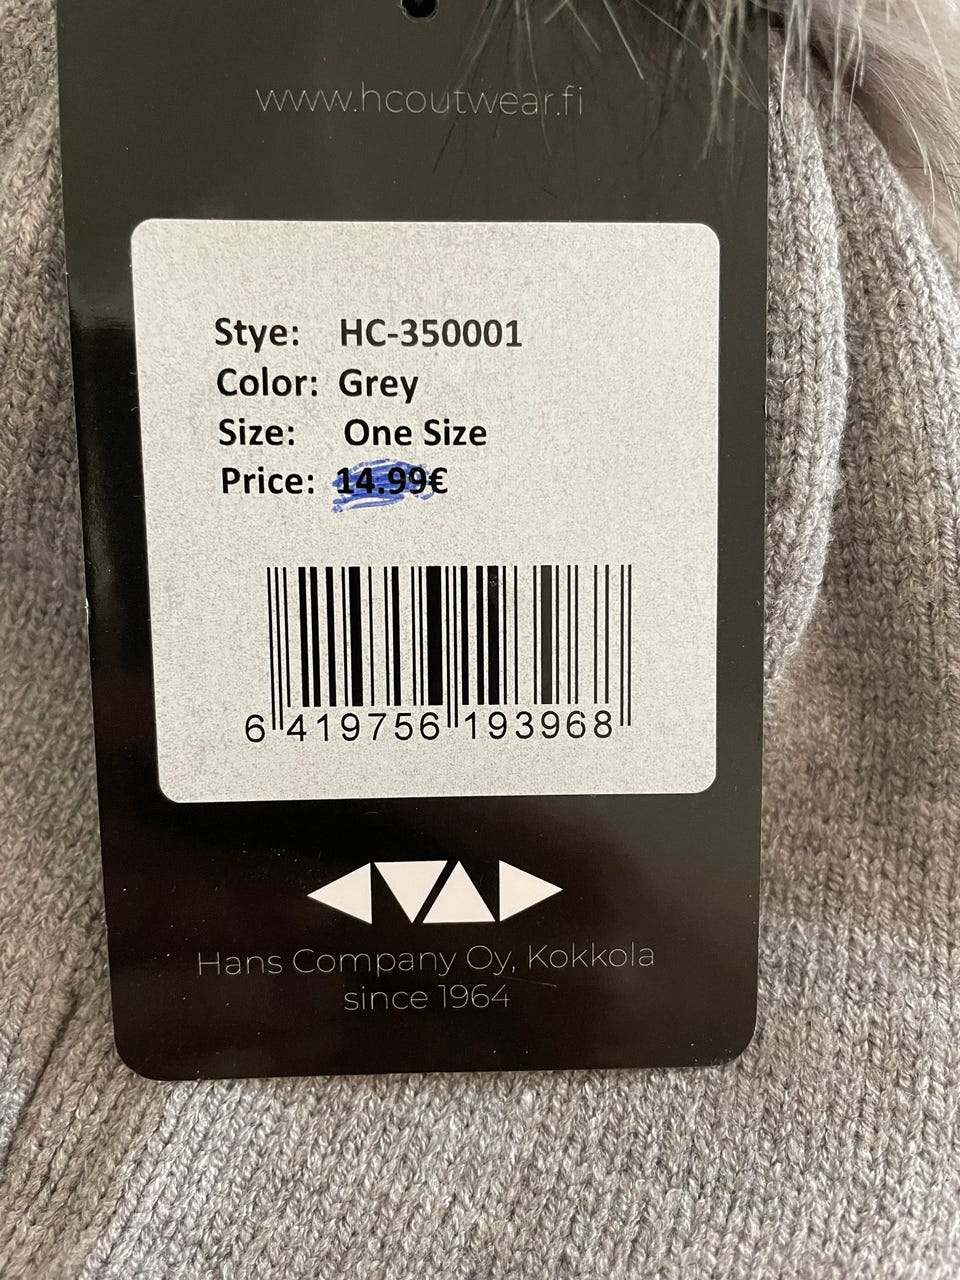 www.hcoutwear.fi
Stye: HC-350001
Color: Grey
Size: One Size
Price: 14.99€
6 419756 193968
Hans Company Oy, Kokkola
since 1964